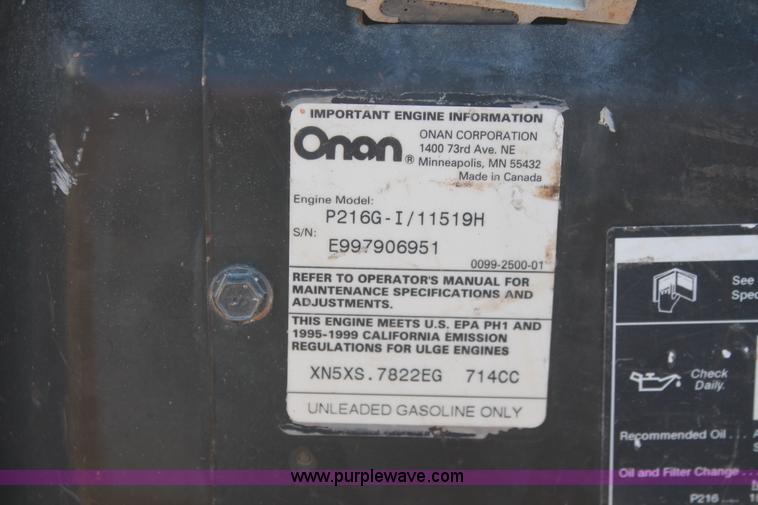 IMPORTANT ENGINE INFORMATION
Onan®
ONAN CORPORATION
1400 73rd Ave. NE
Minneapolis, MN 55432
Made in Canada
Engine Model:
P216G-I/11519H
S/N:
E997906951
0099-2500-01
REFER TO OPERATOR'S MANUAL FOR
MAINTENANCE SPECIFICATIONS AND
ADJUSTMENTS.
THIS ENGINE MEETS U.S. EPA PH1 AND
1995-1999 CALIFORNIA EMISSION
REGULATIONS FOR ULGE ENGINES
XN5XS.7822EG 714CC
UNLEADED GASOLINE ONLY
See
Spec
Check
Daily.
Recommended Oil . . .
Oil and Filter Change . . . .
P216 . . . .
www.purplewave.com